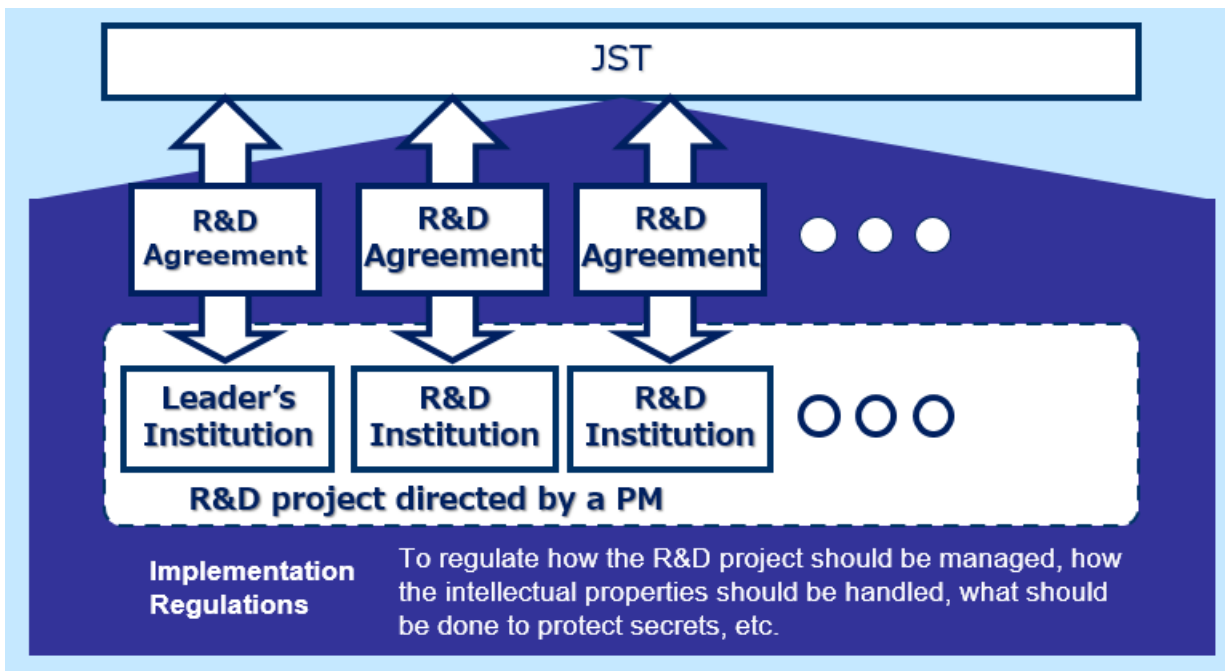 JST
R&D
Agreement
R&D
Agreement
R&D
Agreement
Leader's
Institution
R&D
Institution
R&D
Institution
R&D project directed by a PM
Implementation
Regulations
To regulate how the R&D project should be managed, how
the intellectual properties should be handled, what should
be done to protect secrets, etc.